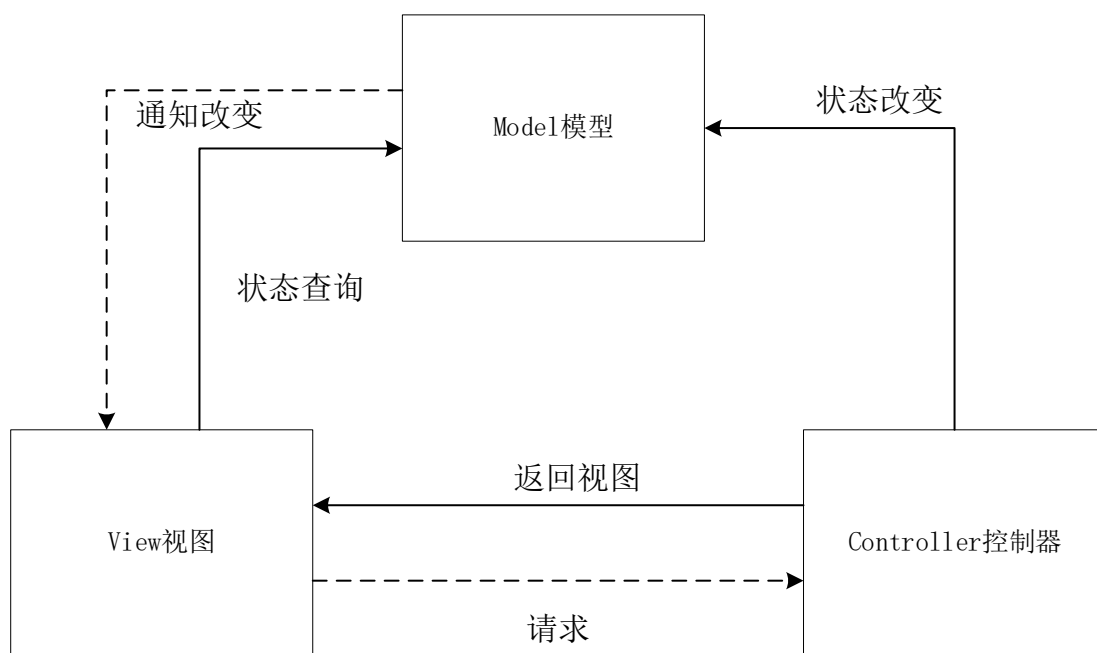 通知改变
Model模型
状态改变
状态查询
返回视图
View视图
Controller控制器
请求